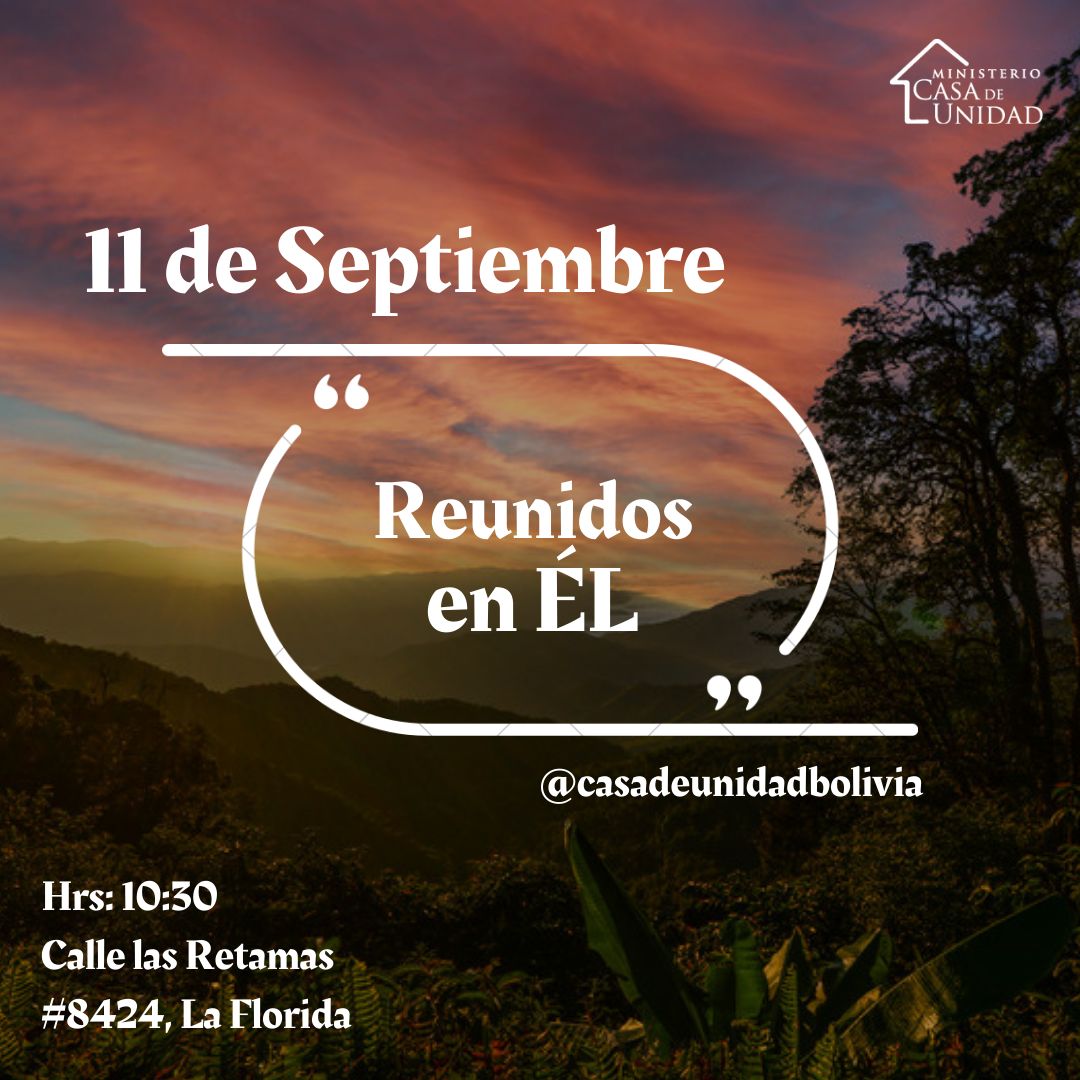 MINISTERIO
CASA DE
UNIDAD
11 de Septiembre
“
Reunidos
en ÉL
”
@casadeunidadbolivia
Hrs: 10:30
Calle las Retamas
#8424, La Florida